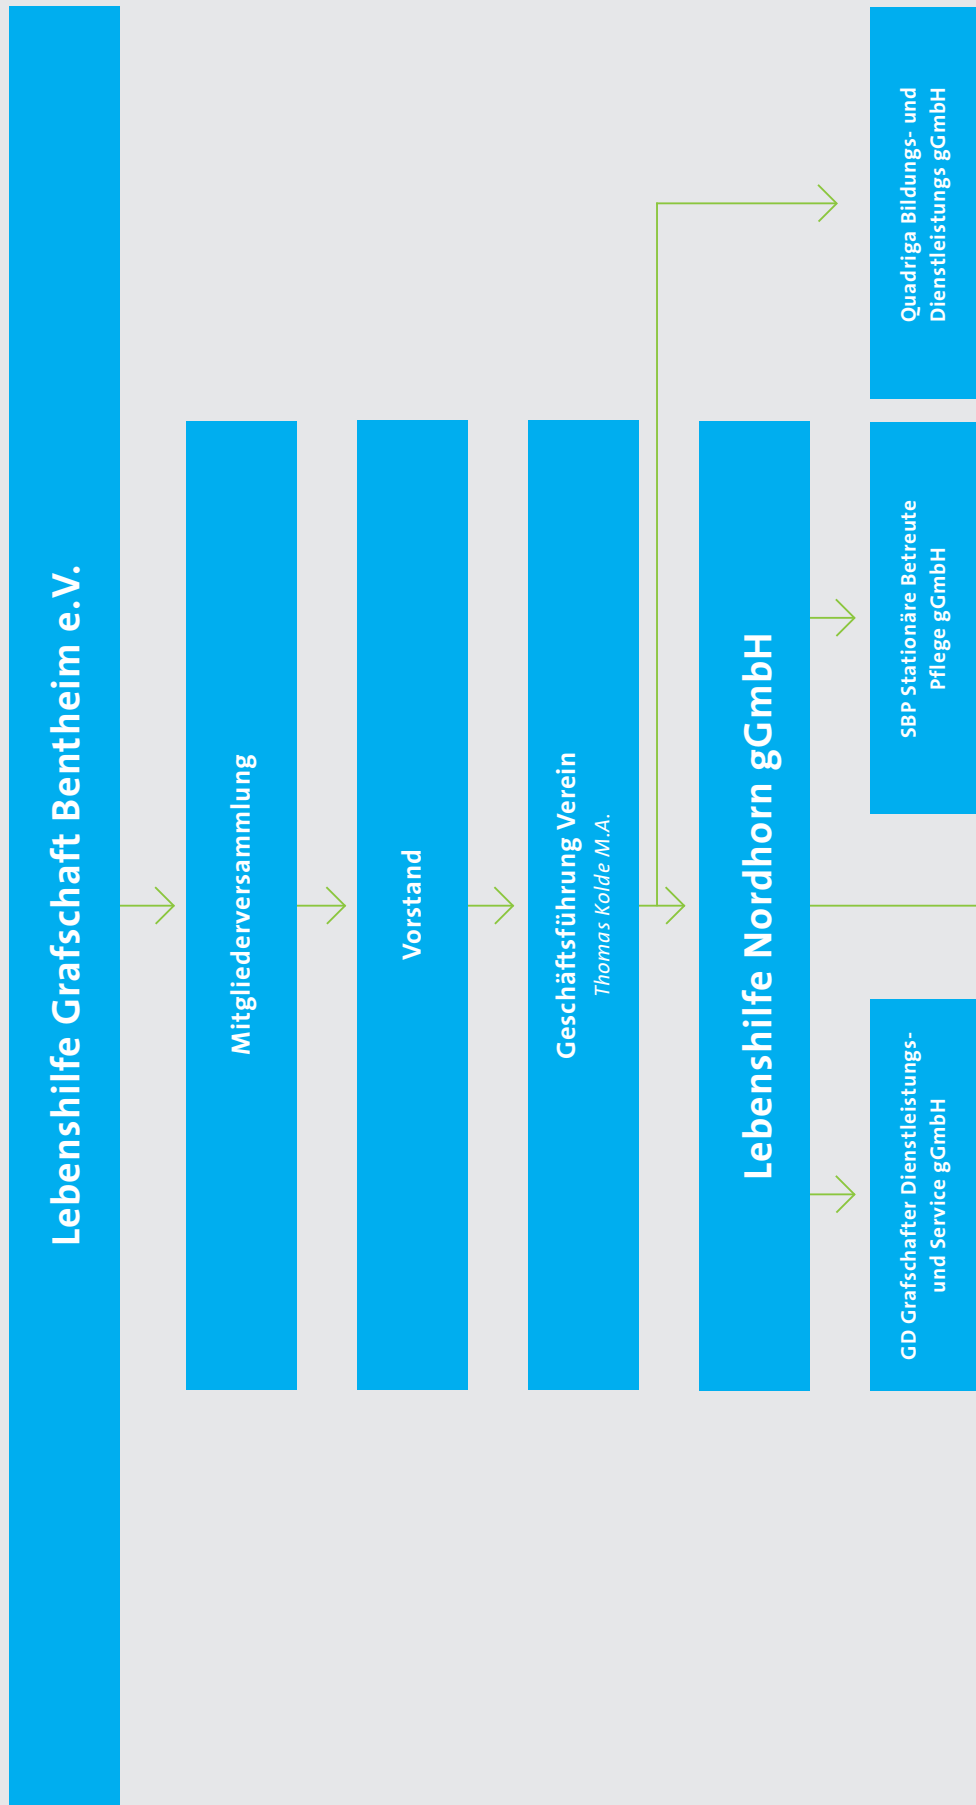 Lebenshilfe Grafschaft Bentheim e.V.
Mitgliederversammlung
Vorstand
Geschäftsführung Verein
Thomas Kolde M.A.
Lebenshilfe Nordhorn gGmbH
GD Grafschafter Dienstleistungs-
und Service gGmbH
SBP Stationäre Betreute
Pflege gGmbH
Quadriga Bildungs- und
Dienstleistungs gGmbH